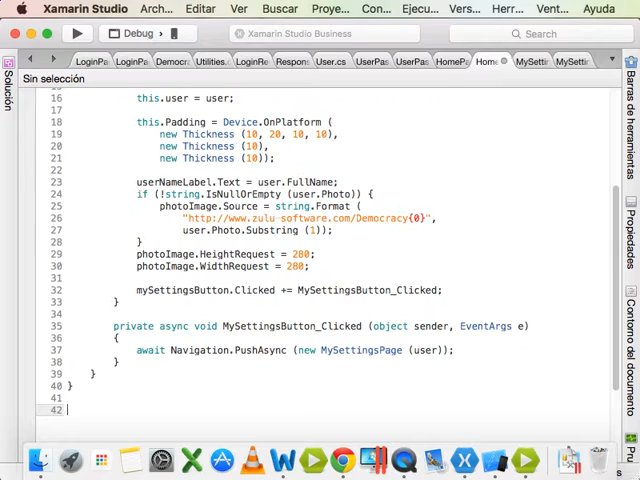 Xamarin Studio Arch... Editar Ver Buscar Proye... Con... Ejecu... Vers... Herr... Vent... Ayuda
Debug
Xamarin Studio Business
Search
LoginPa LoginPa Democra Utilities. LoginRe Respons User.cs UserPas UserPas HomePa Home MySetti MySettin
Sin selección
Solución
16 this.user = user;
17
18 this.Padding = Device.OnPlatform (
19 new Thickness (10, 20, 10, 10),
20 new Thickness (10),
21 new Thickness (10));
22
23 userNameLabel.Text = user.FullName;
24 if (!string.IsNullOrEmpty (user.Photo)) {
25 photoImage.Source = string.Format (
26 "http://www.zulu-software.com/Democracy{0}",
27 user.Photo.Substring (1));
28 }
29 photoImage.HeightRequest = 280;
30 photoImage.WidthRequest = 280;
31
32 mySettingsButton.Clicked += MySettingsButton_Clicked;
33 }
34
35 private async void MySettingsButton_Clicked (object sender, EventArgs e)
36 {
37 await Navigation.PushAsync (new MySettingsPage (user));
38 }
39 }
40 }
41
42
Barras de herramientas
Propiedades
Contorno del documento
Pru